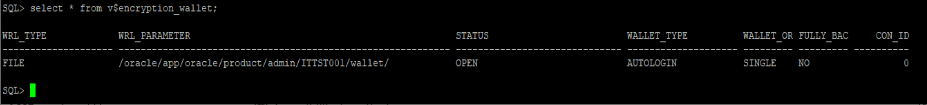 SQL> select * from v$encryption_wallet;
WRL_TYPE WRL_PARAMETER STATUS WALLET_TYPE WALLET_OR FULLY_BAC CON_ID
-------------------- -------------------------------------------------------------------------------- ------------------------------ -------------------- --------- --------- ----------
FILE /oracle/app/oracle/product/admin/ITTST001/wallet/ OPEN AUTOLOGIN SINGLE NO 0
SQL>